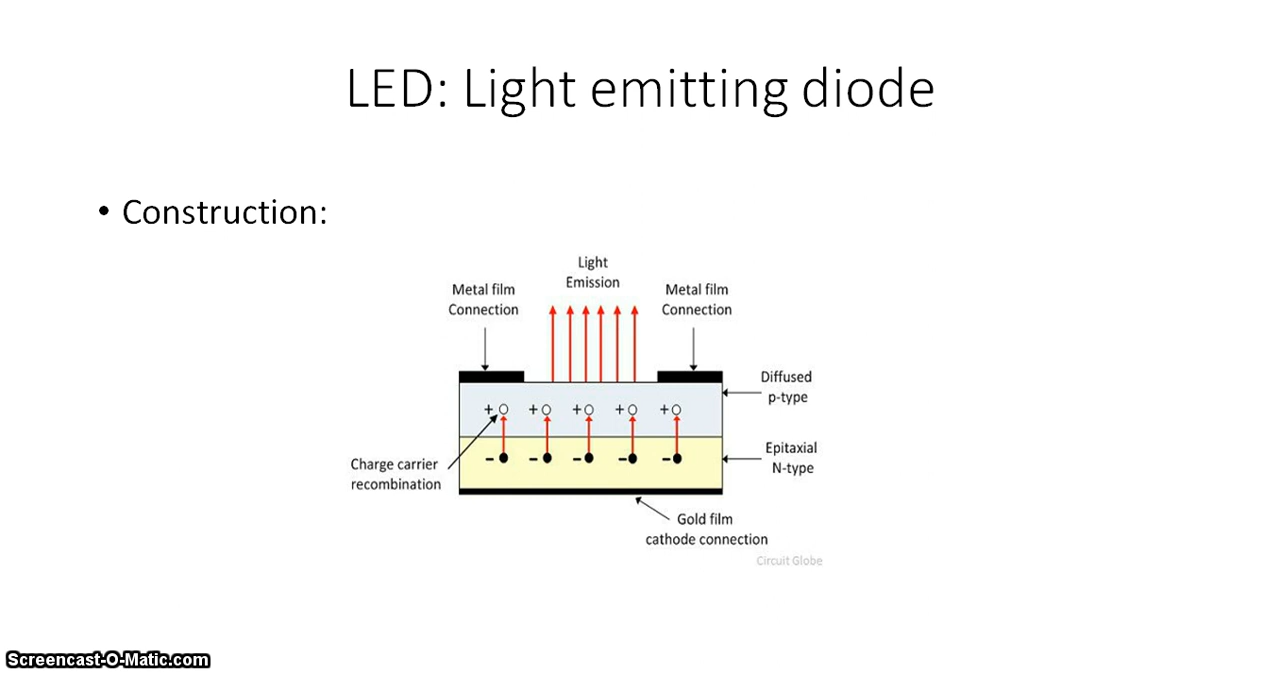 LED: Light emitting diode
• Construction:
Light
Emission
Metal film
Connection
Metal film
Connection
Diffused
p-type
+ + + + +
Charge carrier
recombination
- - - - -
Epitaxial
N-type
Gold film
cathode connection
Circuit Globe
Screencast-O-Matic.com